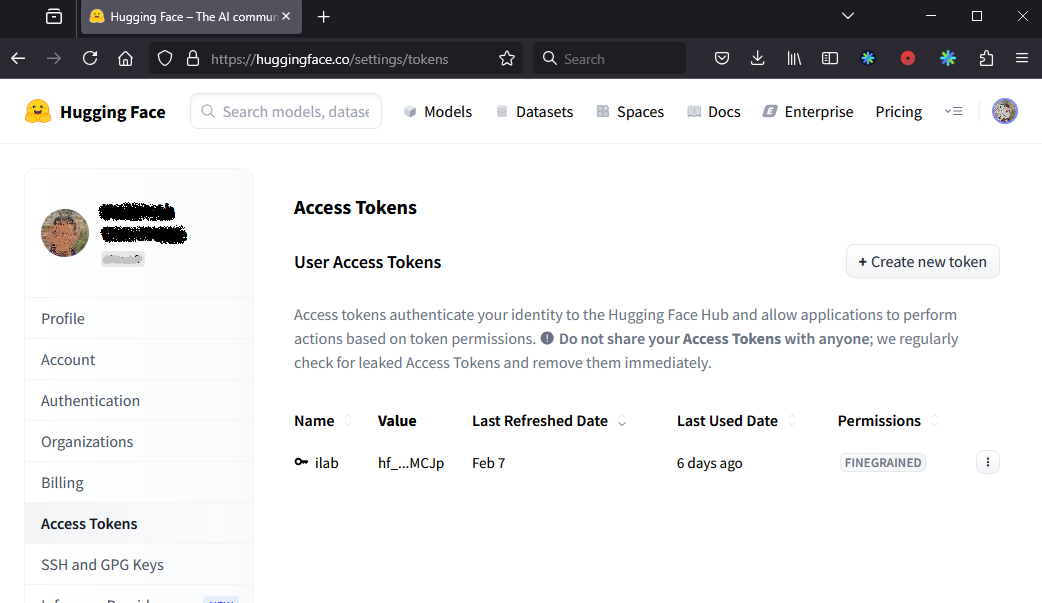 Hugging Face – The AI commun
https://huggingface.co/settings/tokens
Search
Hugging Face
Search models, datase
Models
Datasets
Spaces
Docs
Enterprise
Pricing
Profile
Account
Authentication
Organizations
Billing
Access Tokens
SSH and GPG Keys
Access Tokens
User Access Tokens
+ Create new token
Access tokens authenticate your identity to the Hugging Face Hub and allow applications to perform
actions based on token permissions. Do not share your Access Tokens with anyone; we regularly
check for leaked Access Tokens and remove them immediately.
Name Value Last Refreshed Date Last Used Date Permissions
ilab hf_...MCJp Feb 7 6 days ago FINEGRAINED